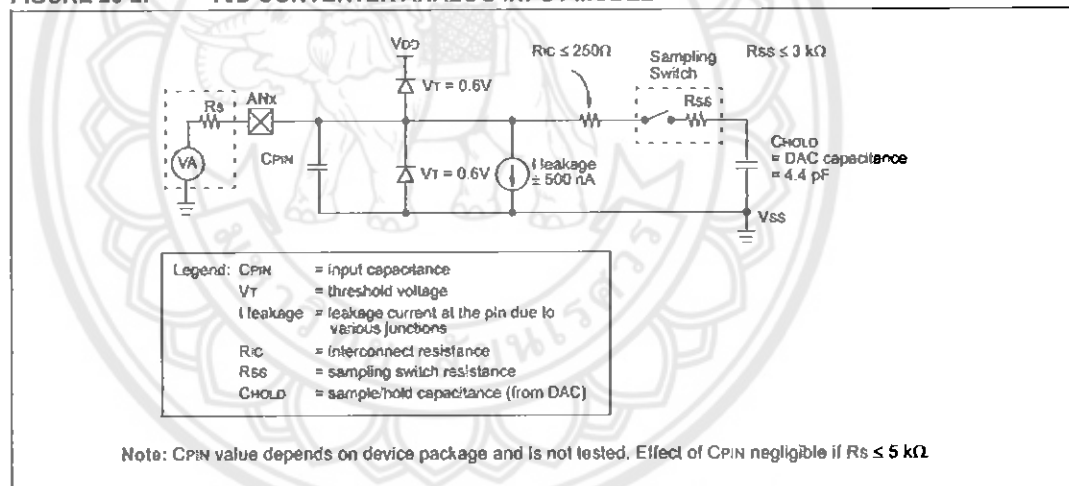 VDD
RIC ≤ 250Ω
Sampling
Switch
RSS ≤ 3 kΩ
VT = 0.6V
Rs
ANx
RSS
CHOLD
= DAC capacitance
= 4.4 pF
VA
CPIN
VT = 0.6V
I leakage
± 500 nA
VSS
Legend: CPIN = input capacitance
VT = threshold voltage
I leakage = leakage current at the pin due to
various junctions
RIC = interconnect resistance
RSS = sampling switch resistance
CHOLD = sample/hold capacitance (from DAC)
Note: CPIN value depends on device package and is not tested. Effect of CPIN negligible if Rs ≤ 5 kΩ